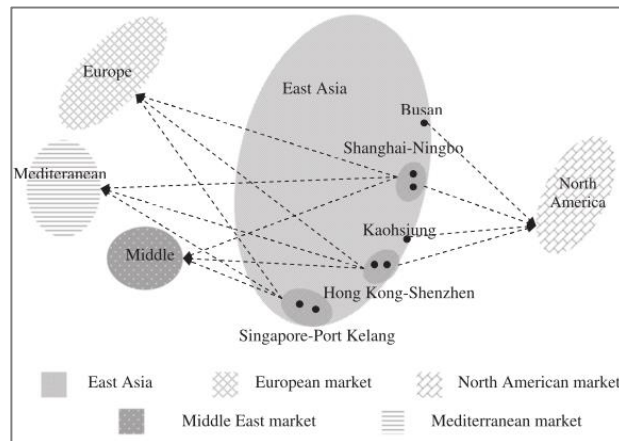 Europe
East Asia
Busan
Shanghai-Ningbo
Mediteranean
North
America
Kaohsiung
Middle
Hong Kong-Shenzhen
Singapore-Port Kelang
East Asia
European market
North American market
Middle East market
Mediterranean market